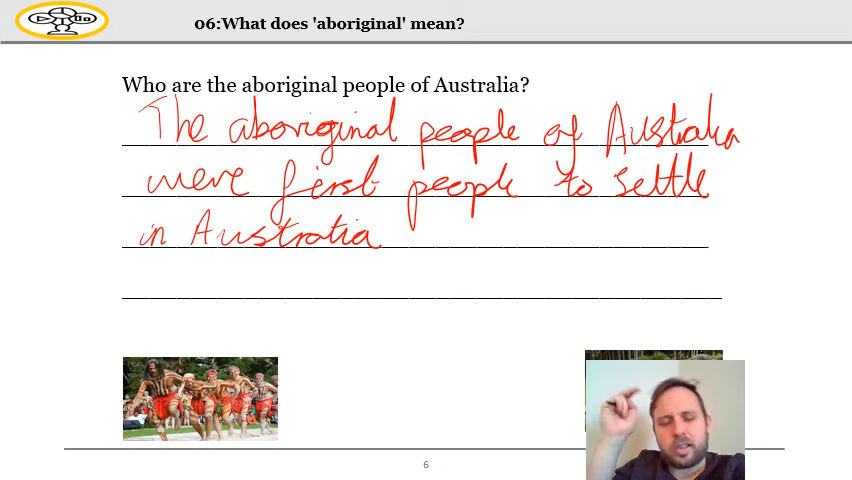 06:What does 'aboriginal' mean?
Who are the aboriginal people of Australia?
The aboriginal people of Australia
were first people to settle
in Australia
6